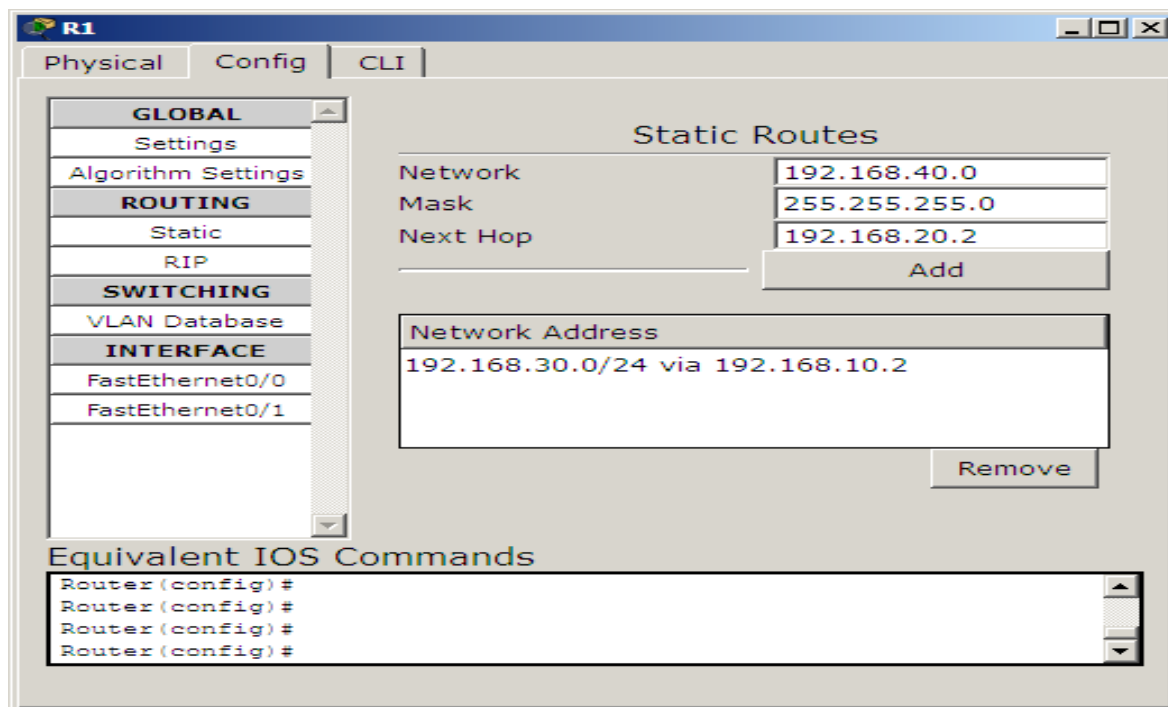 R1
Physical Config CLI
GLOBAL
Settings
Algorithm Settings
ROUTING
Static
RIP
SWITCHING
VLAN Database
INTERFACE
FastEthernet0/0
FastEthernet0/1
Static Routes
Network 192.168.40.0
Mask 255.255.255.0
Next Hop 192.168.20.2
Add
Network Address
192.168.30.0/24 via 192.168.10.2
Remove
Equivalent IOS Commands
Router(config)#
Router(config)#
Router(config)#
Router(config)#